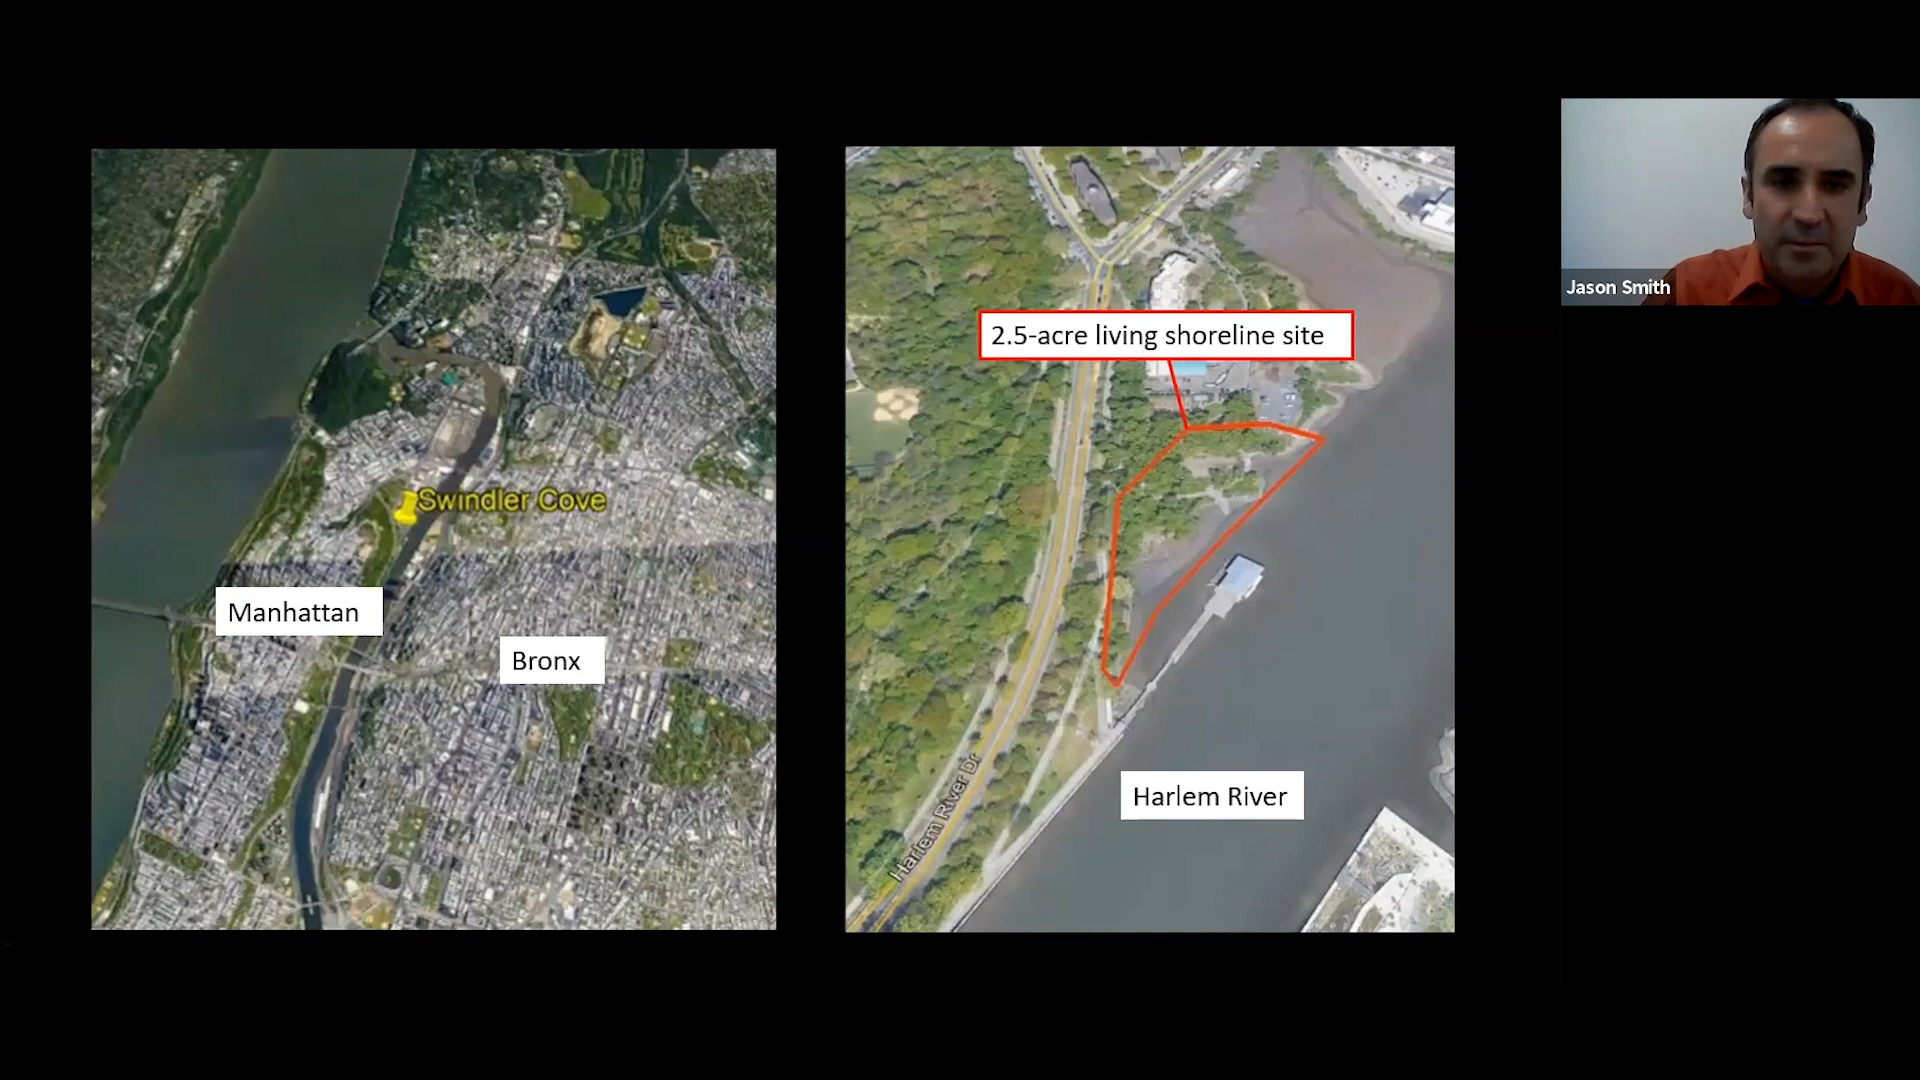 Swindler Cove
Manhattan
Bronx
2.5-acre living shoreline site
Harlem River
Harlem River Dr
Jason Smith